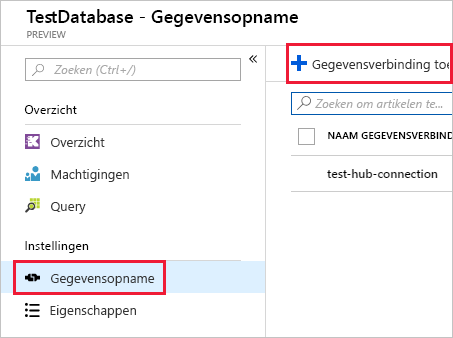 TestDatabase - Gegevensopname
PREVIEW
Zoeken (Ctrl+/)
«
Overzicht
Overzicht
Machtigingen
Query
Instellingen
Gegevensopname
Eigenschappen
Gegevensverbinding toe
Zoeken om artikelen te...
NAAM GEGEVENSVERBIND
test-hub-connection